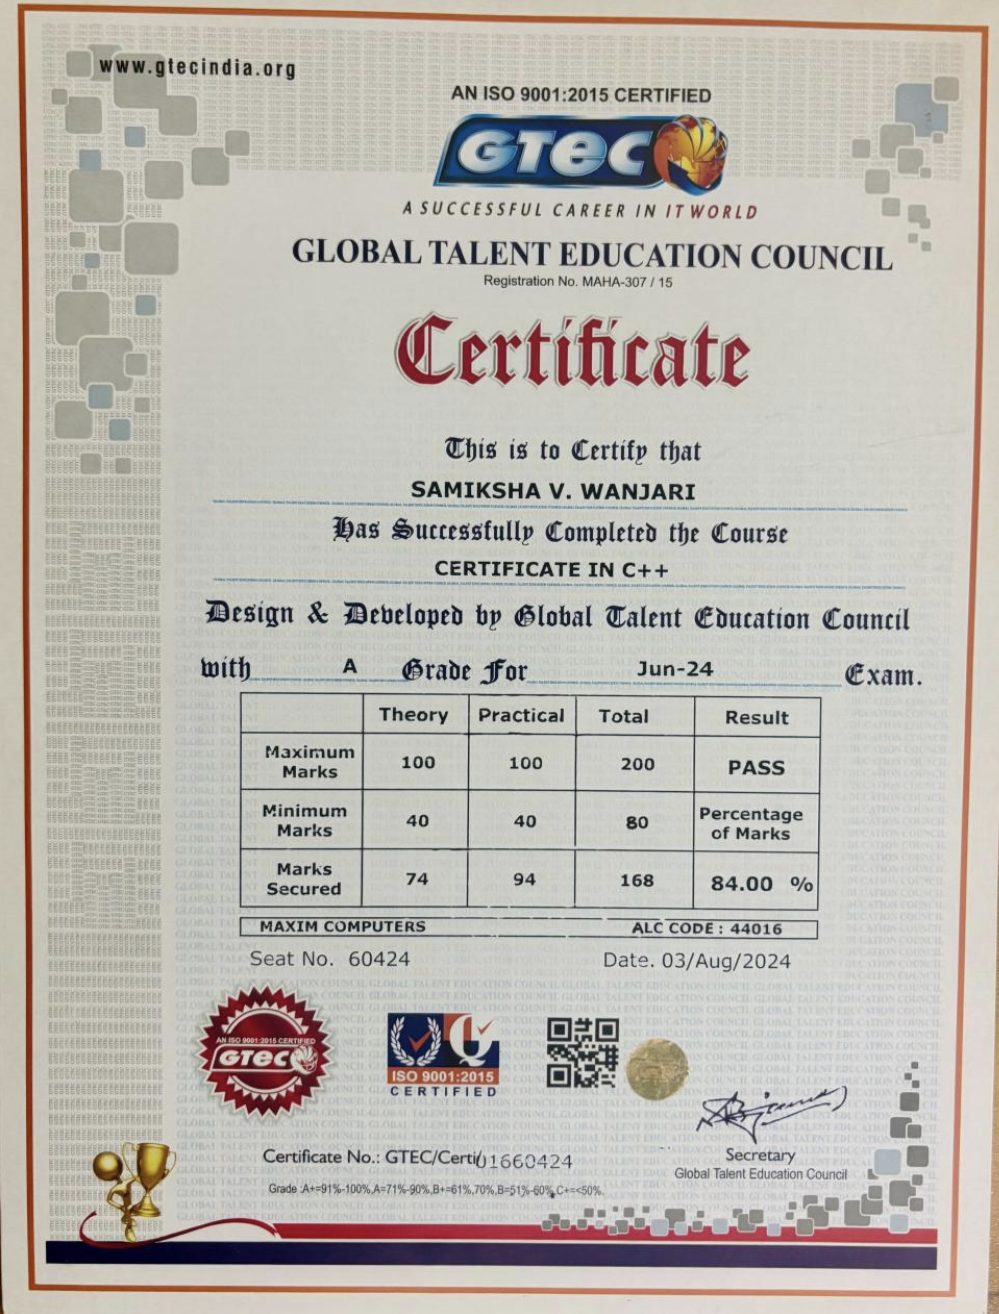 www.gtecindia.org
AN ISO 9001:2015 CERTIFIED
GTEC
A SUCCESSFUL CAREER IN IT WORLD
GLOBAL TALENT EDUCATION COUNCIL
Registration No. MAHA-307 / 15
Certificate
This is to Certify that
SAMIKSHA V. WANJARI
Has Successfully Completed the Course
CERTIFICATE IN C++
Design & Developed by Global Talent Education Council
with A Grade For Jun-24 Exam.
Theory Practical Total Result
Maximum Marks 100 100 200 PASS
Minimum Marks 40 40 80 Percentage of Marks
Marks Secured 74 94 168 84.00 %
MAXIM COMPUTERS ALC CODE : 44016
Seat No. 60424 Date. 03/Aug/2024
AN ISO 9001:2015 CERTIFIED
GTEC
Q
ISO 9001:2015
CERTIFIED
Secretary
Global Talent Education Council
Certificate No.: GTEC/Certi/01660424
Grade :A+=91%-100%,A=71%-90%,B+=61%,70%,B=51%-60%,C+=<50%.